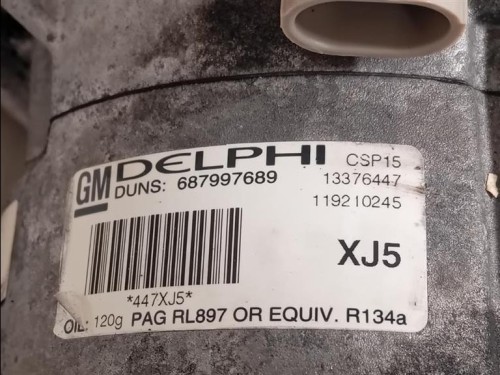 GM DELPHI CSP15
DUNS: 687997689 13376447
119210245
XJ5
*447XJ5*
OIL: 120g PAG RL897 OR EQUIV. R134a